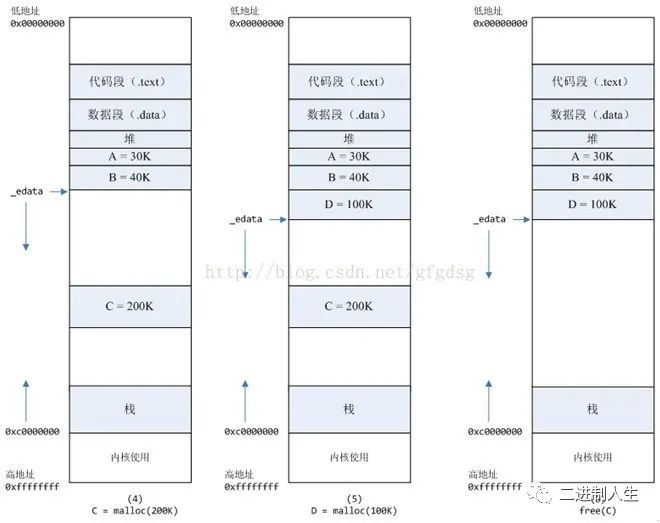 低地址
0x00000000
代码段（.text）
数据段（.data）
堆
A = 30K
B = 40K
_edata
C = 200K
栈
0xc0000000
内核使用
高地址
0xffffffff
(4)
C = malloc(200K)
低地址
0x00000000
代码段（.text）
数据段（.data）
堆
A = 30K
B = 40K
D = 100K
_edata
C = 200K
栈
0xc0000000
内核使用
高地址
0xffffffff
(5)
D = malloc(100K)
低地址
0x00000000
代码段（.text）
数据段（.data）
堆
A = 30K
B = 40K
D = 100K
_edata
栈
0xc0000000
内核使用
高地址
0xffffffff
free(C)
http://blog.csdn.net/gfgdsg
二进制人生